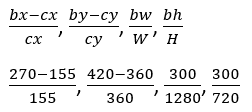 bx−cx/cx, by−cy/cy, bw/W, bh/H
270−155/155, 420−360/360, 300/1280, 300/720